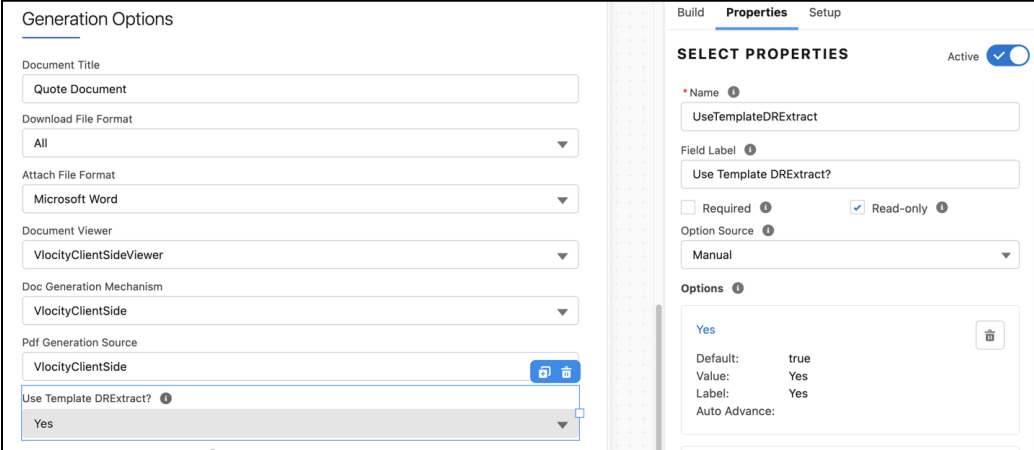 Generation Options
Document Title
Quote Document
Download File Format
All
Attach File Format
Microsoft Word
Document Viewer
VlocityClientSideViewer
Doc Generation Mechanism
VlocityClientSide
Pdf Generation Source
VlocityClientSide
Use Template DRExtract?
Yes
Build Properties Setup
SELECT PROPERTIES Active
* Name
UseTemplateDRExtract
Field Label
Use Template DRExtract?
Required Read-only
Option Source
Manual
Options
Yes
Default: true
Value: Yes
Label: Yes
Auto Advance: